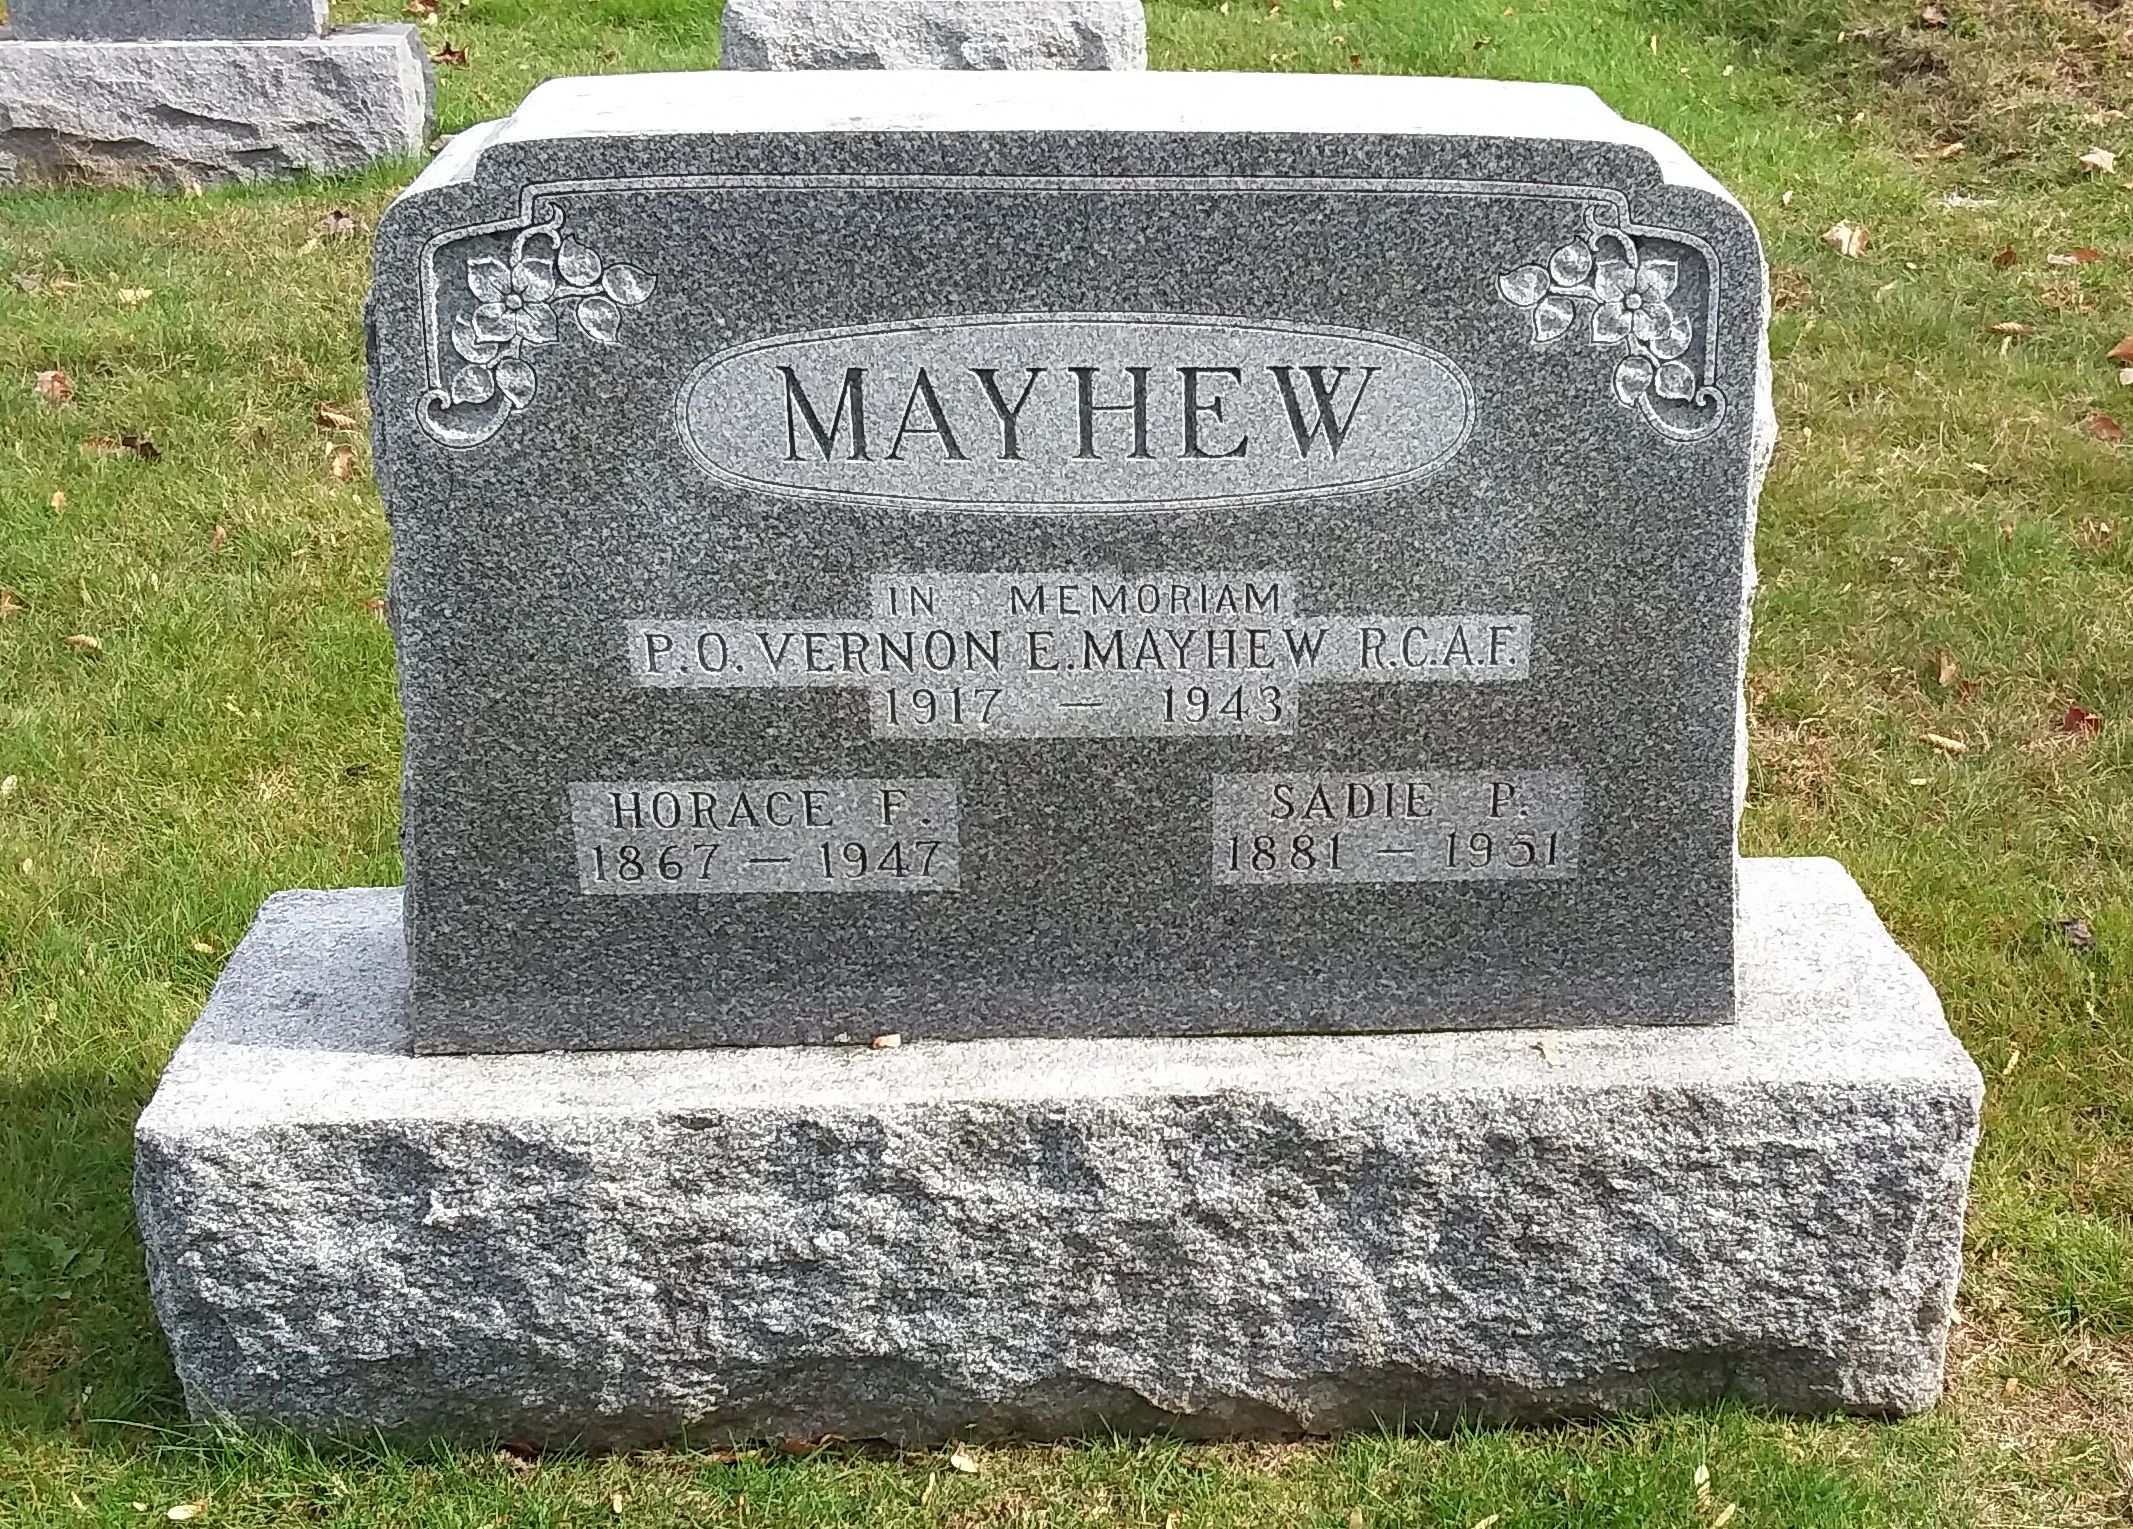 MAYHEW
IN MEMORIAM
P.O. VERNON E. MAYHEW R.C.A.F.
1917 — 1943
HORACE F.
1867 — 1947
SADIE P.
1881 — 1951